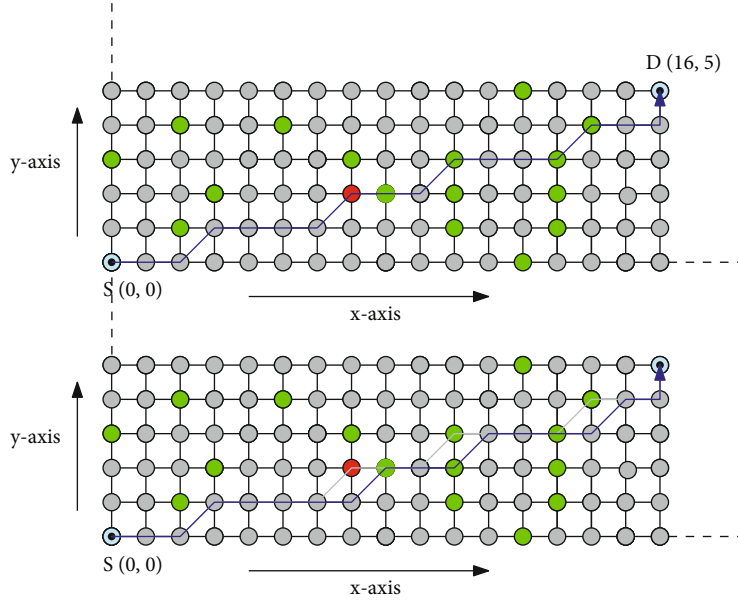 D (16, 5)
y-axis
S (0, 0)
x-axis
y-axis
S (0, 0)
x-axis